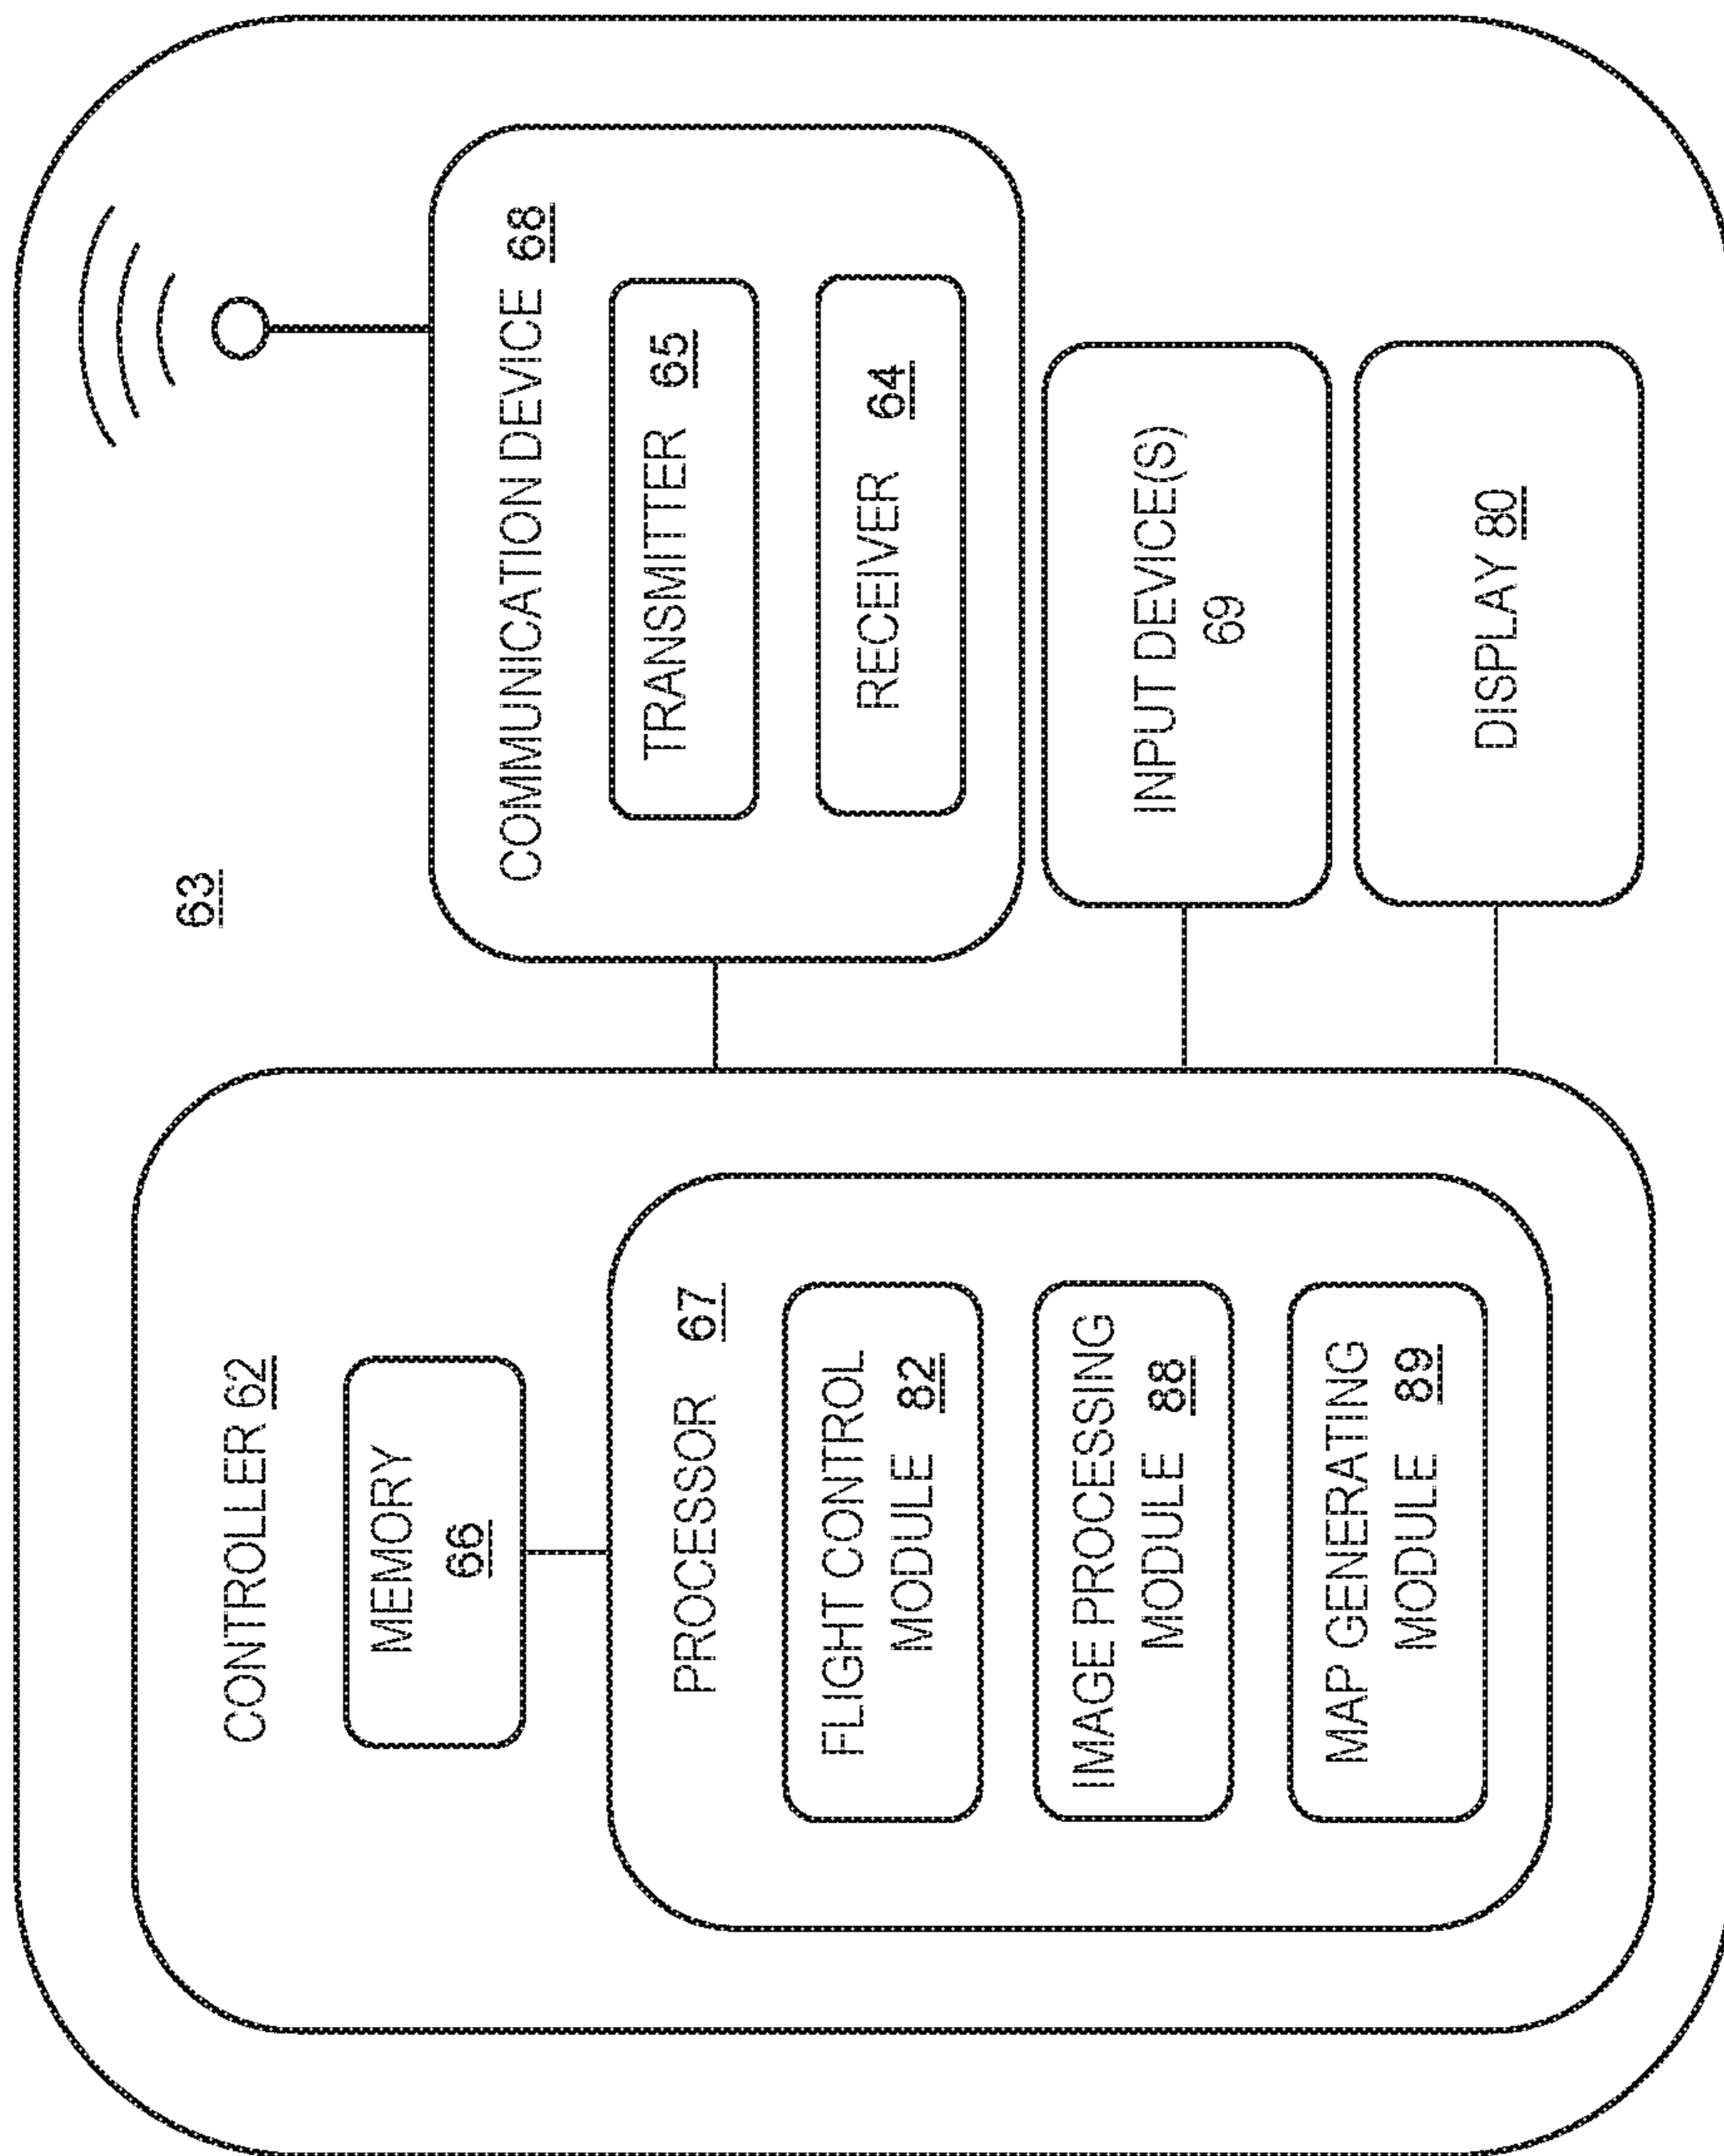 63
CONTROLLER 62
MEMORY
66
PROCESSOR 67
FLIGHT CONTROL
MODULE 82
IMAGE PROCESSING
MODULE 88
MAP GENERATING
MODULE 89
COMMUNICATION DEVICE 68
TRANSMITTER 65
RECEIVER 64
INPUT DEVICE(S)
69
DISPLAY 80